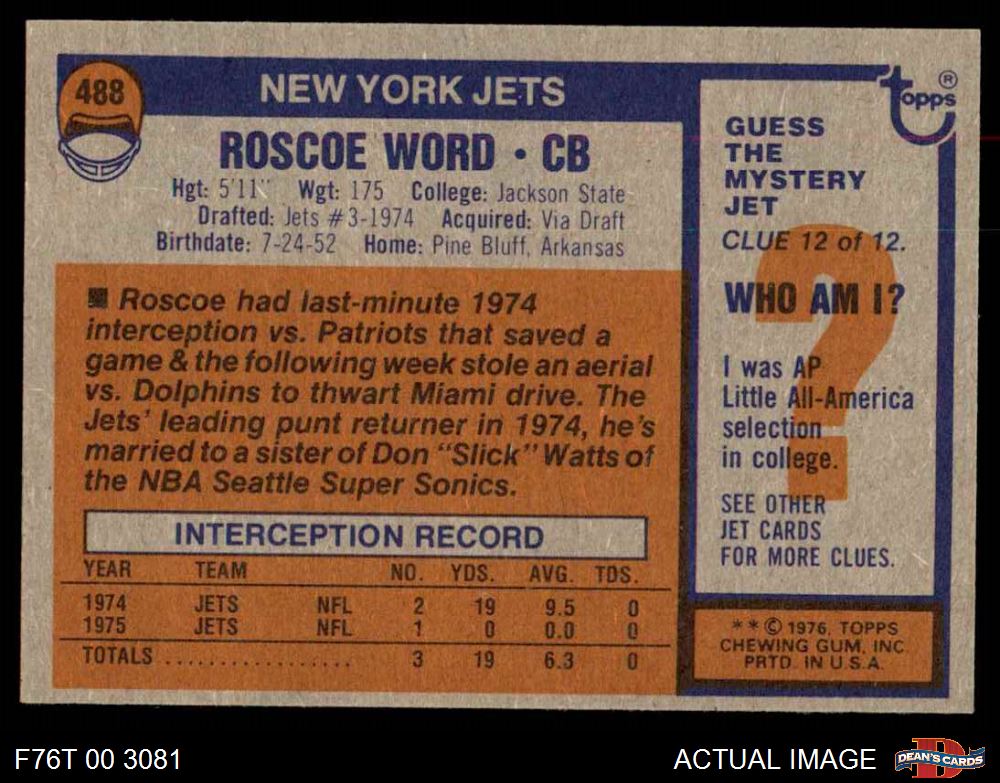 488
NEW YORK JETS
ROSCOE WORD • CB
Hgt: 5'11" Wgt: 175 College: Jackson State
Drafted: Jets #3-1974 Acquired: Via Draft
Birthdate: 7-24-52 Home: Pine Bluff, Arkansas
■ Roscoe had last-minute 1974
interception vs. Patriots that saved a
game & the following week stole an aerial
vs. Dolphins to thwart Miami drive. The
Jets' leading punt returner in 1974, he's
married to a sister of Don "Slick" Watts of
the NBA Seattle Super Sonics.
INTERCEPTION RECORD
YEAR TEAM NO. YDS. AVG. TDS.
1974 JETS NFL 2 19 9.5 0
1975 JETS NFL 1 0 0.0 0
TOTALS .................. 3 19 6.3 0
topps ®
GUESS
THE
MYSTERY
JET
CLUE 12 of 12.
?
WHO AM I?
I was AP
Little All-America
selection
in college.
SEE OTHER
JET CARDS
FOR MORE CLUES.
* * © 1976, TOPPS
CHEWING GUM, INC.
PRTD. IN U.S.A.
F76T 00 3081
ACTUAL IMAGE
D
DEAN'S CARDS